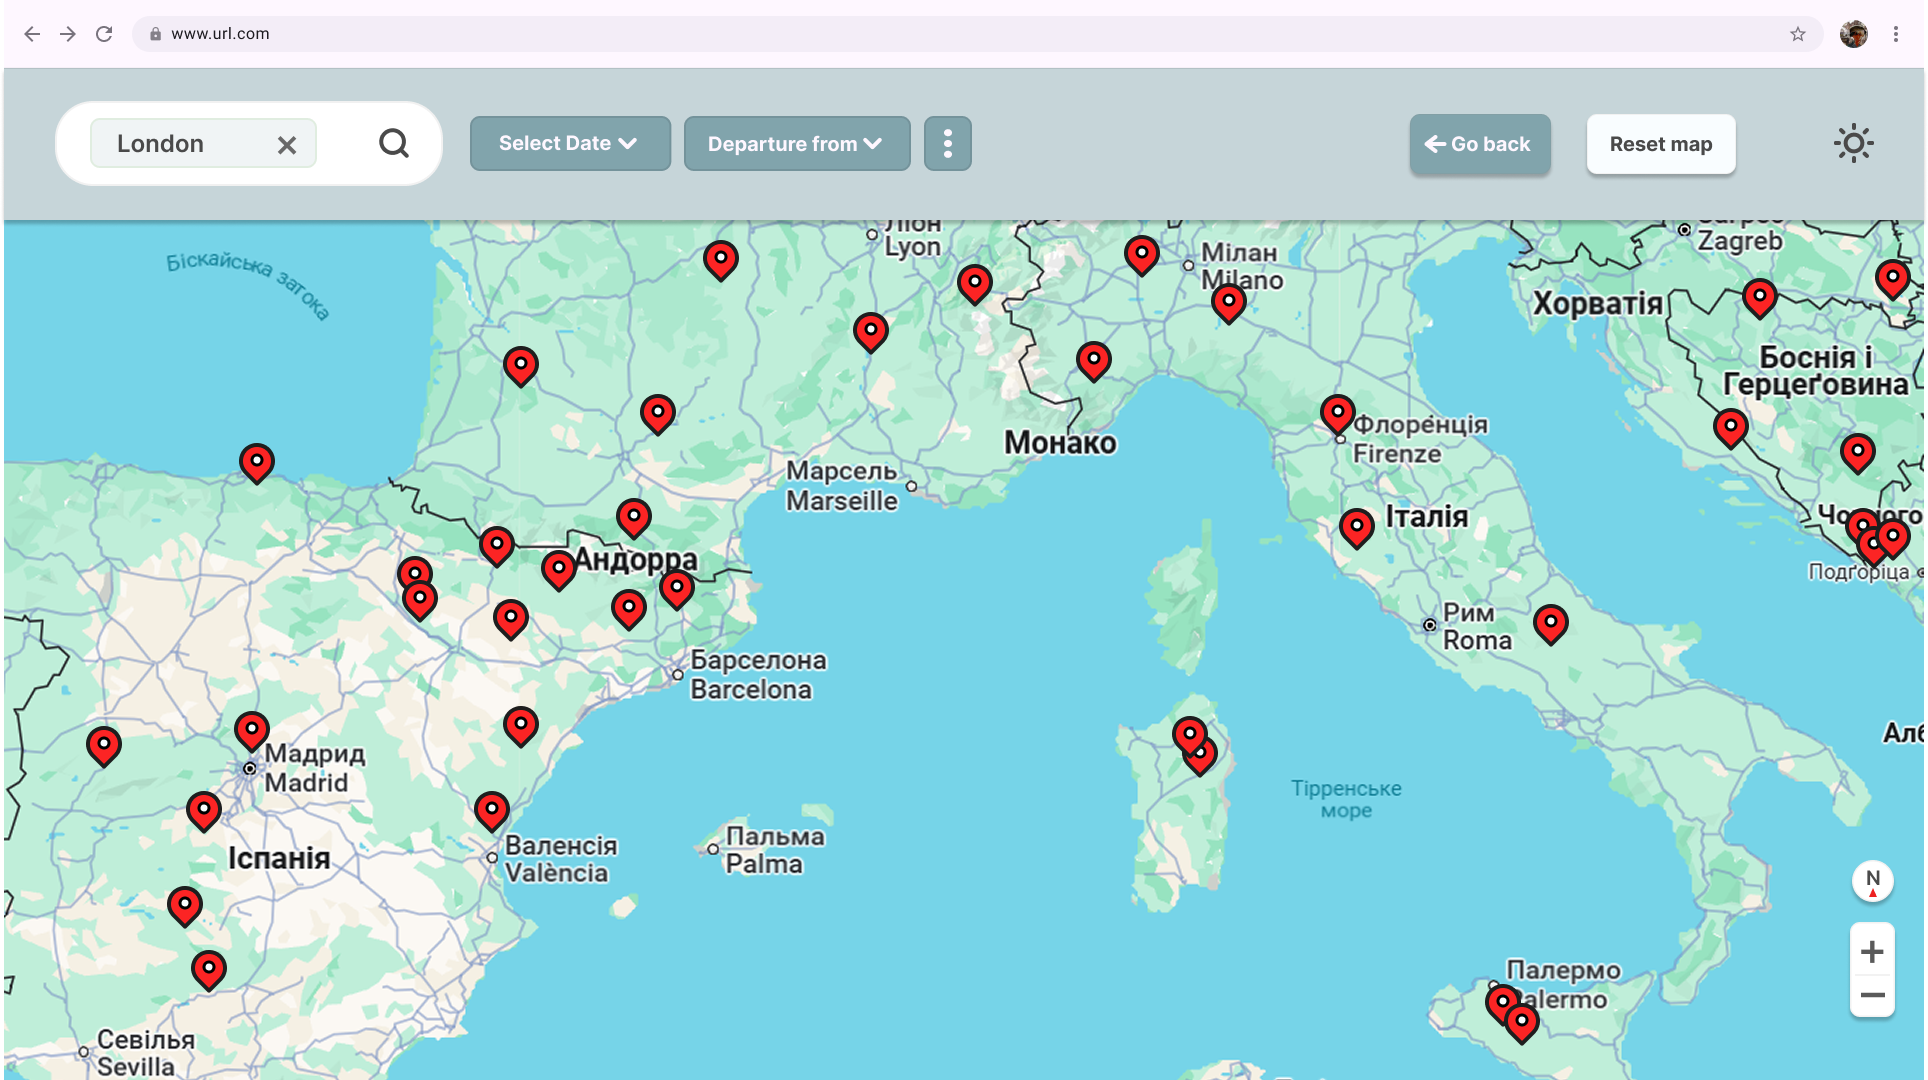 www.url.com
London
Select Date
Departure from
Go back
Reset map
Біскайська затока
Ліон
Lyon
Мілан
Milano
Zagreb
Хорватія
Боснія і
Герцеґовина
Монако
Флоренція
Firenze
Марсель
Marseille
Італія
Андорра
Подґоріца
Рим
Roma
Барселона
Barcelona
Мадрид
Madrid
Тірренське
море
Іспанія
Валенсія
València
Пальма
Palma
N
Палермо
Palermo
Севілья
Sevilla